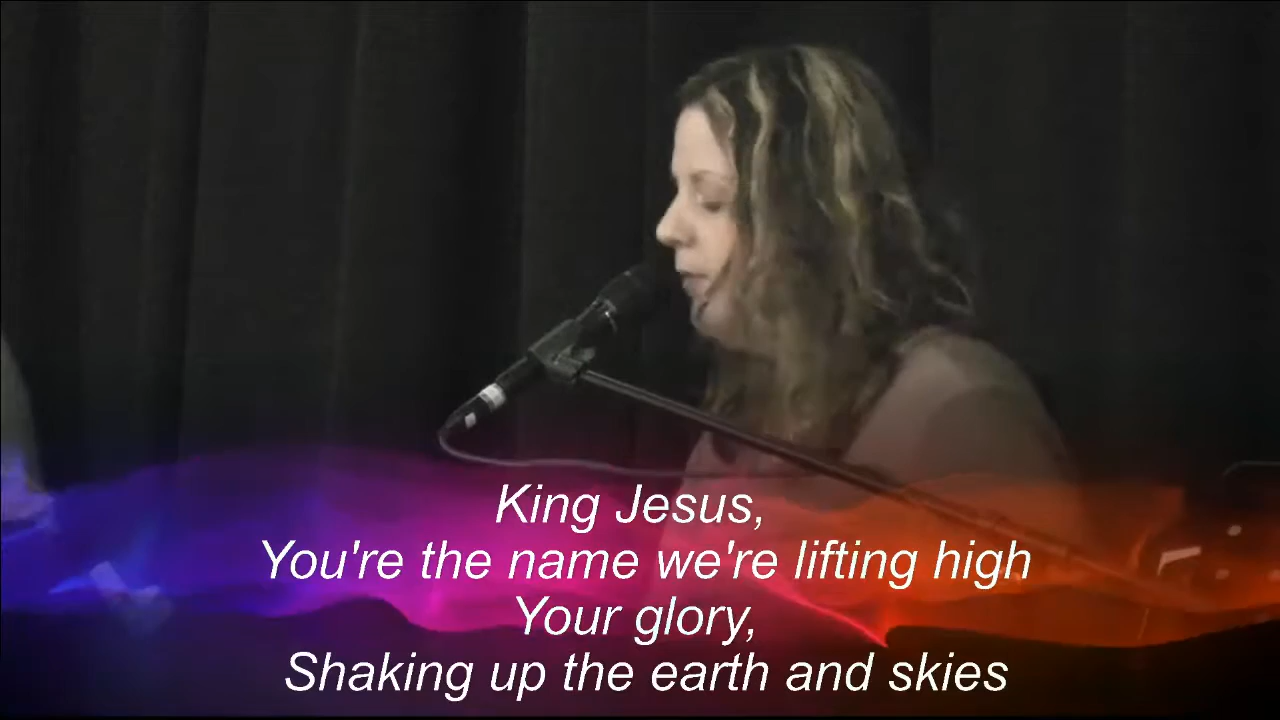 King Jesus,
You're the name we're lifting high
Your glory,
Shaking up the earth and skies